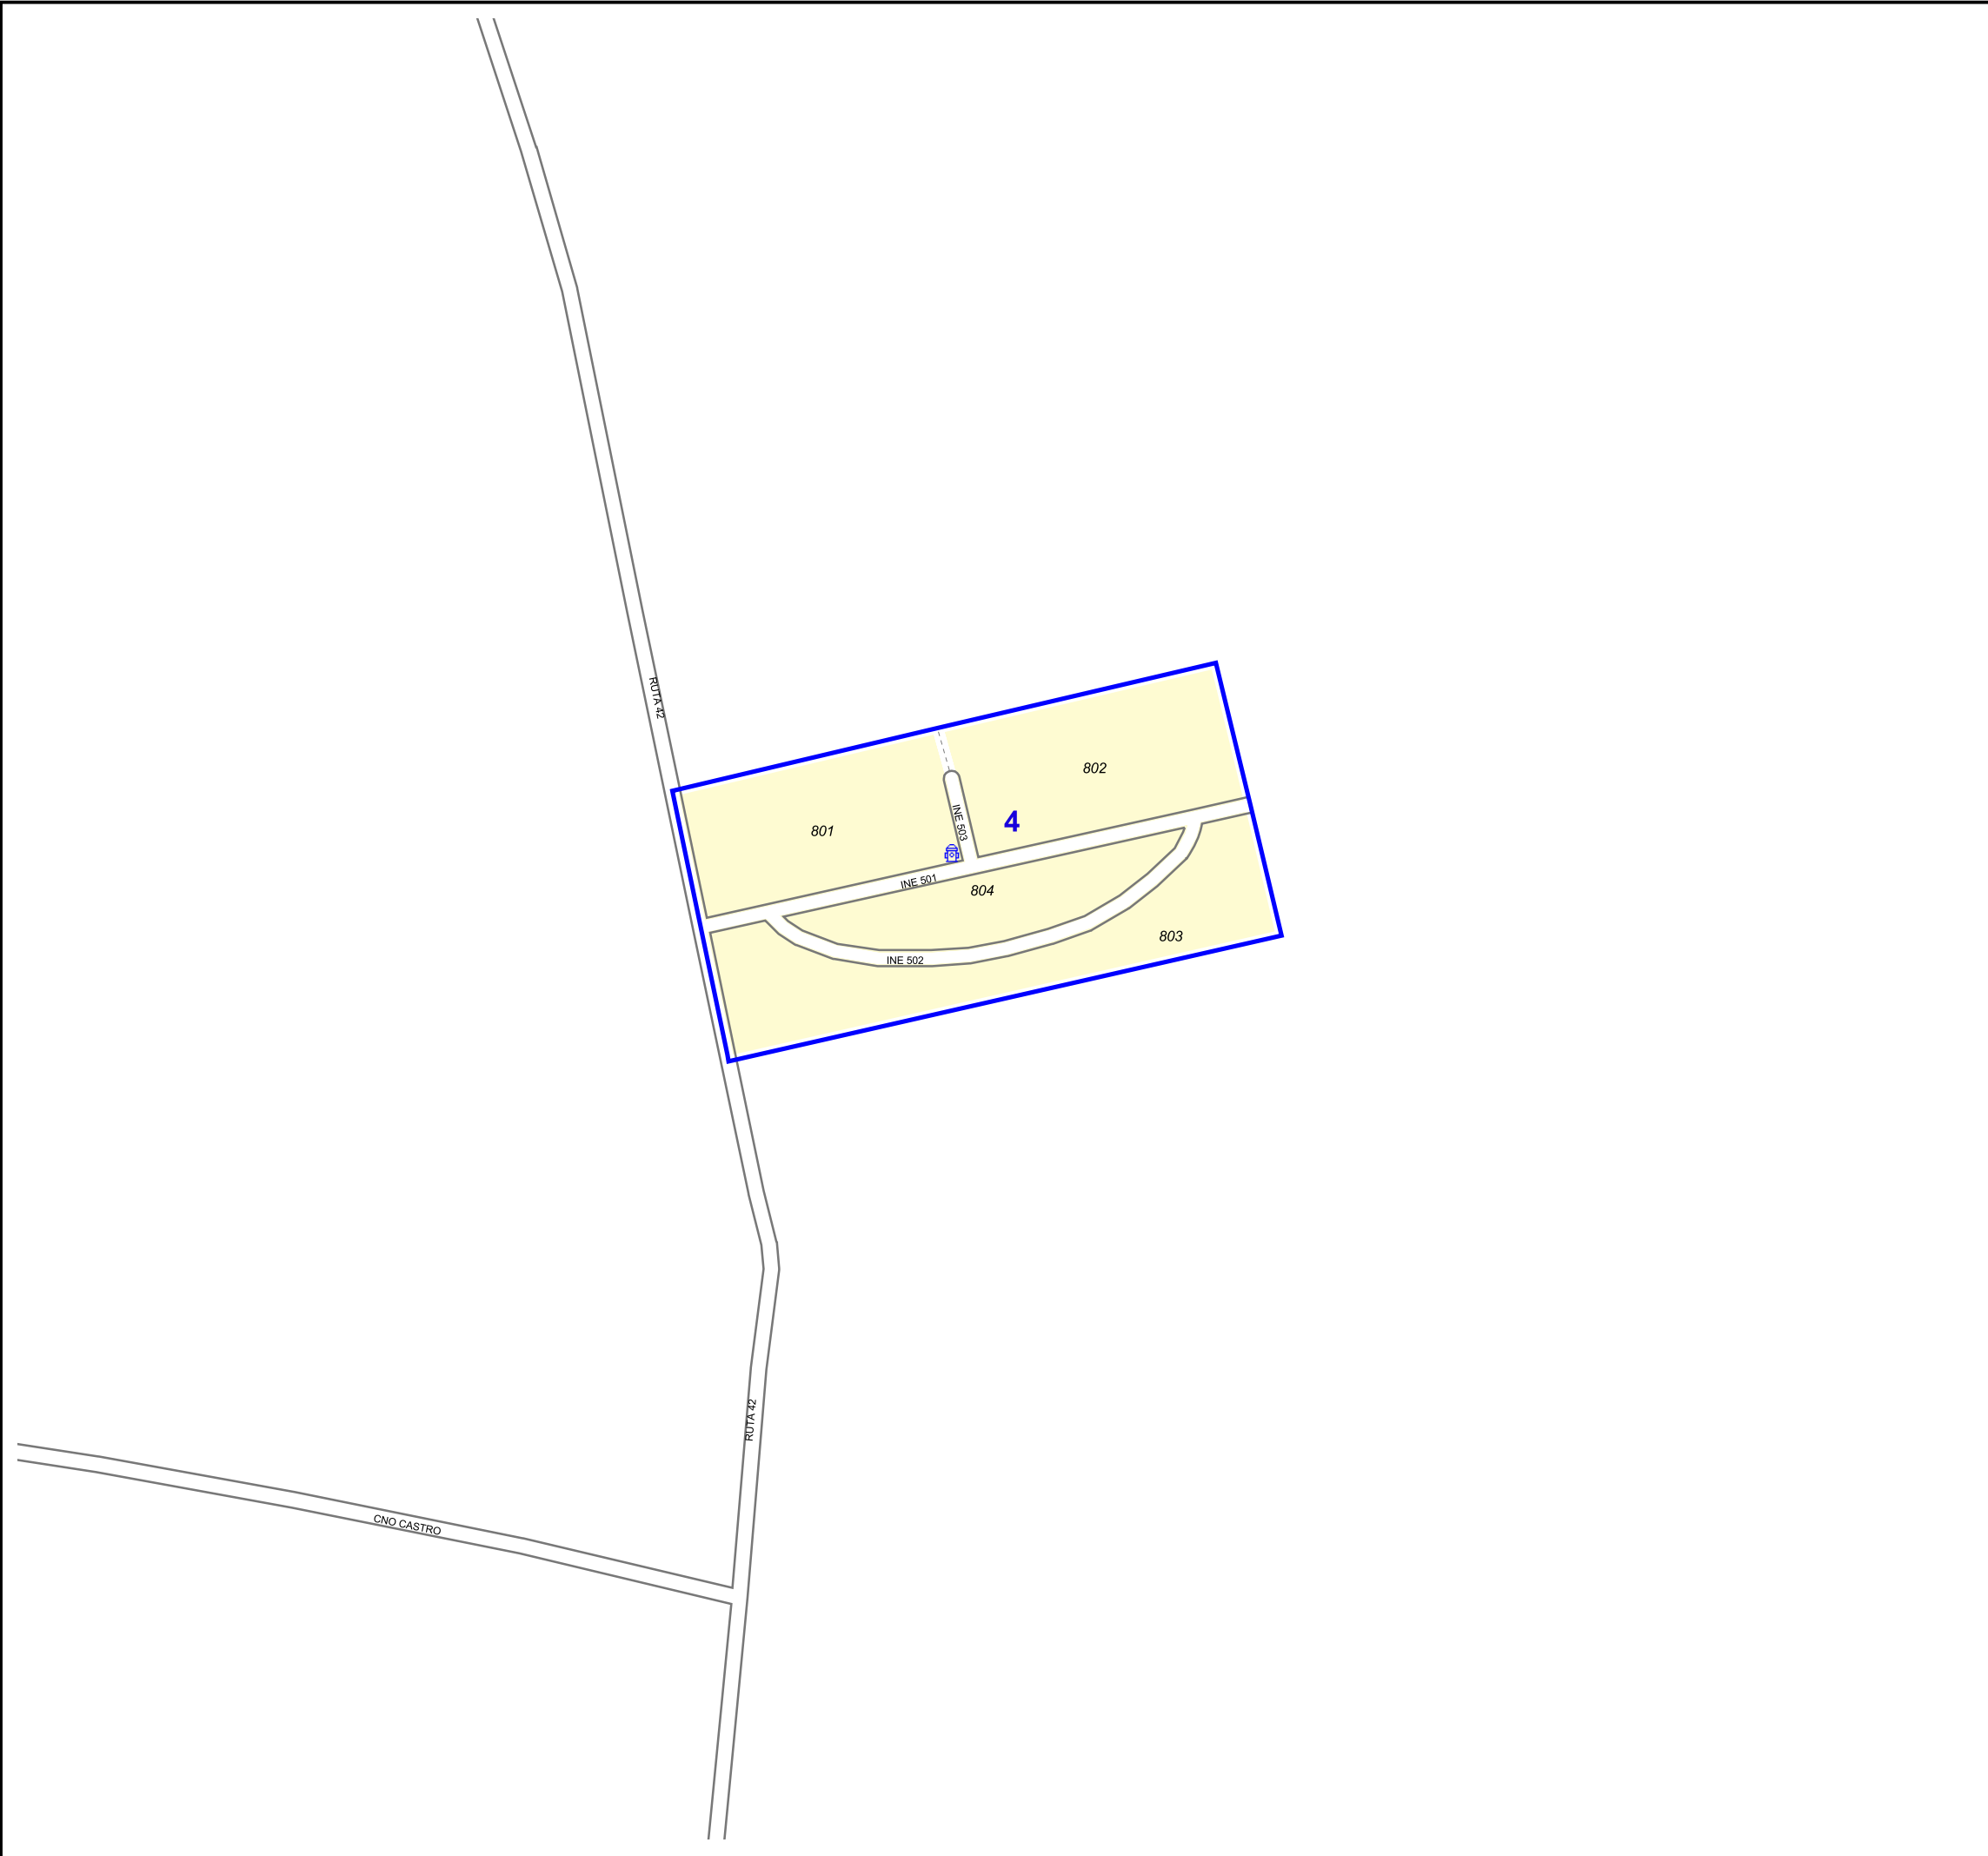 RUTA 42
802
4
INE 503
801
INE 501
804
803
INE 502
RUTA 42
CNO CASTRO